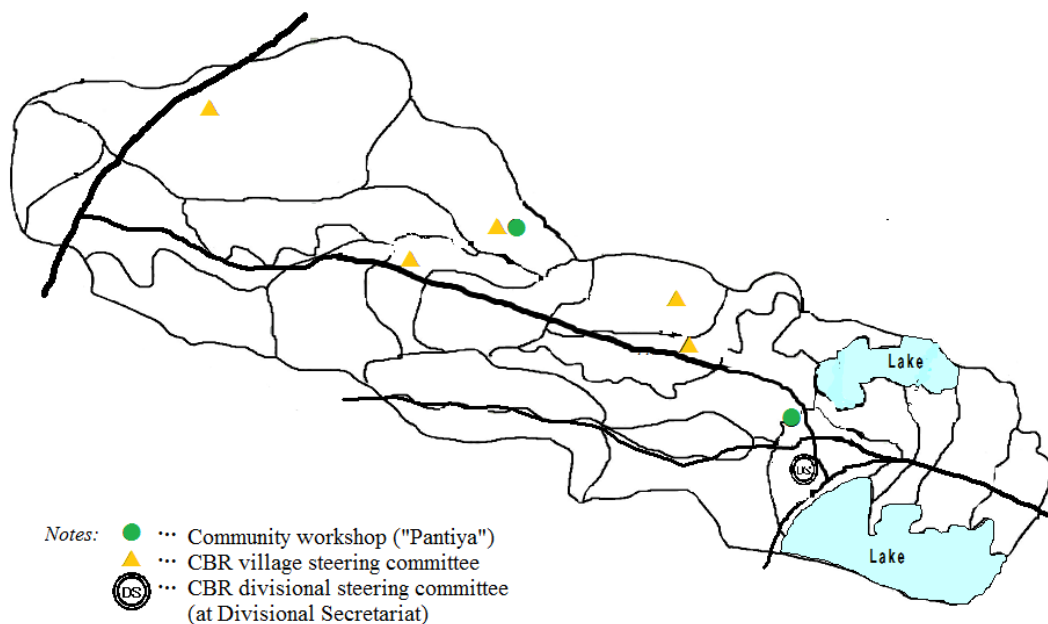 Lake
DS
Lake
Notes:
··· Community workshop ("Pantiya")
··· CBR village steering committee
DS ··· CBR divisional steering committee
(at Divisional Secretariat)